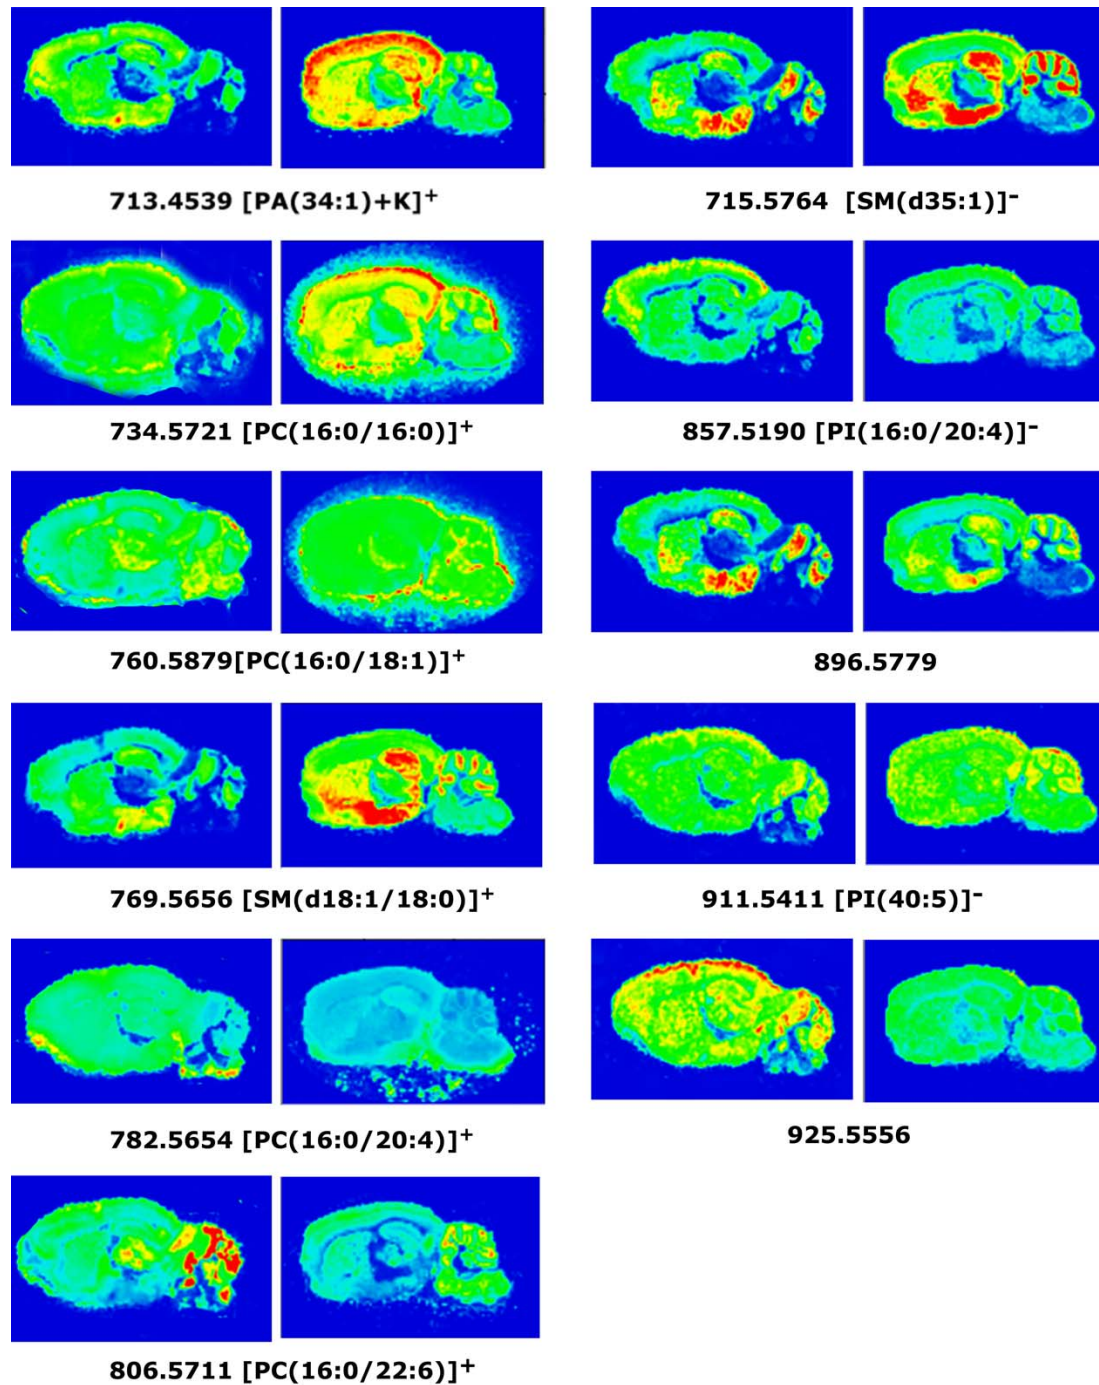 713.4539 [PA(34:1)+K]⁺
715.5764 [SM(d35:1)]⁻
734.5721 [PC(16:0/16:0)]⁺
857.5190 [PI(16:0/20:4)]⁻
760.5879[PC(16:0/18:1)]⁺
896.5779
769.5656 [SM(d18:1/18:0)]⁺
911.5411 [PI(40:5)]⁻
782.5654 [PC(16:0/20:4)]⁺
925.5556
806.5711 [PC(16:0/22:6)]⁺